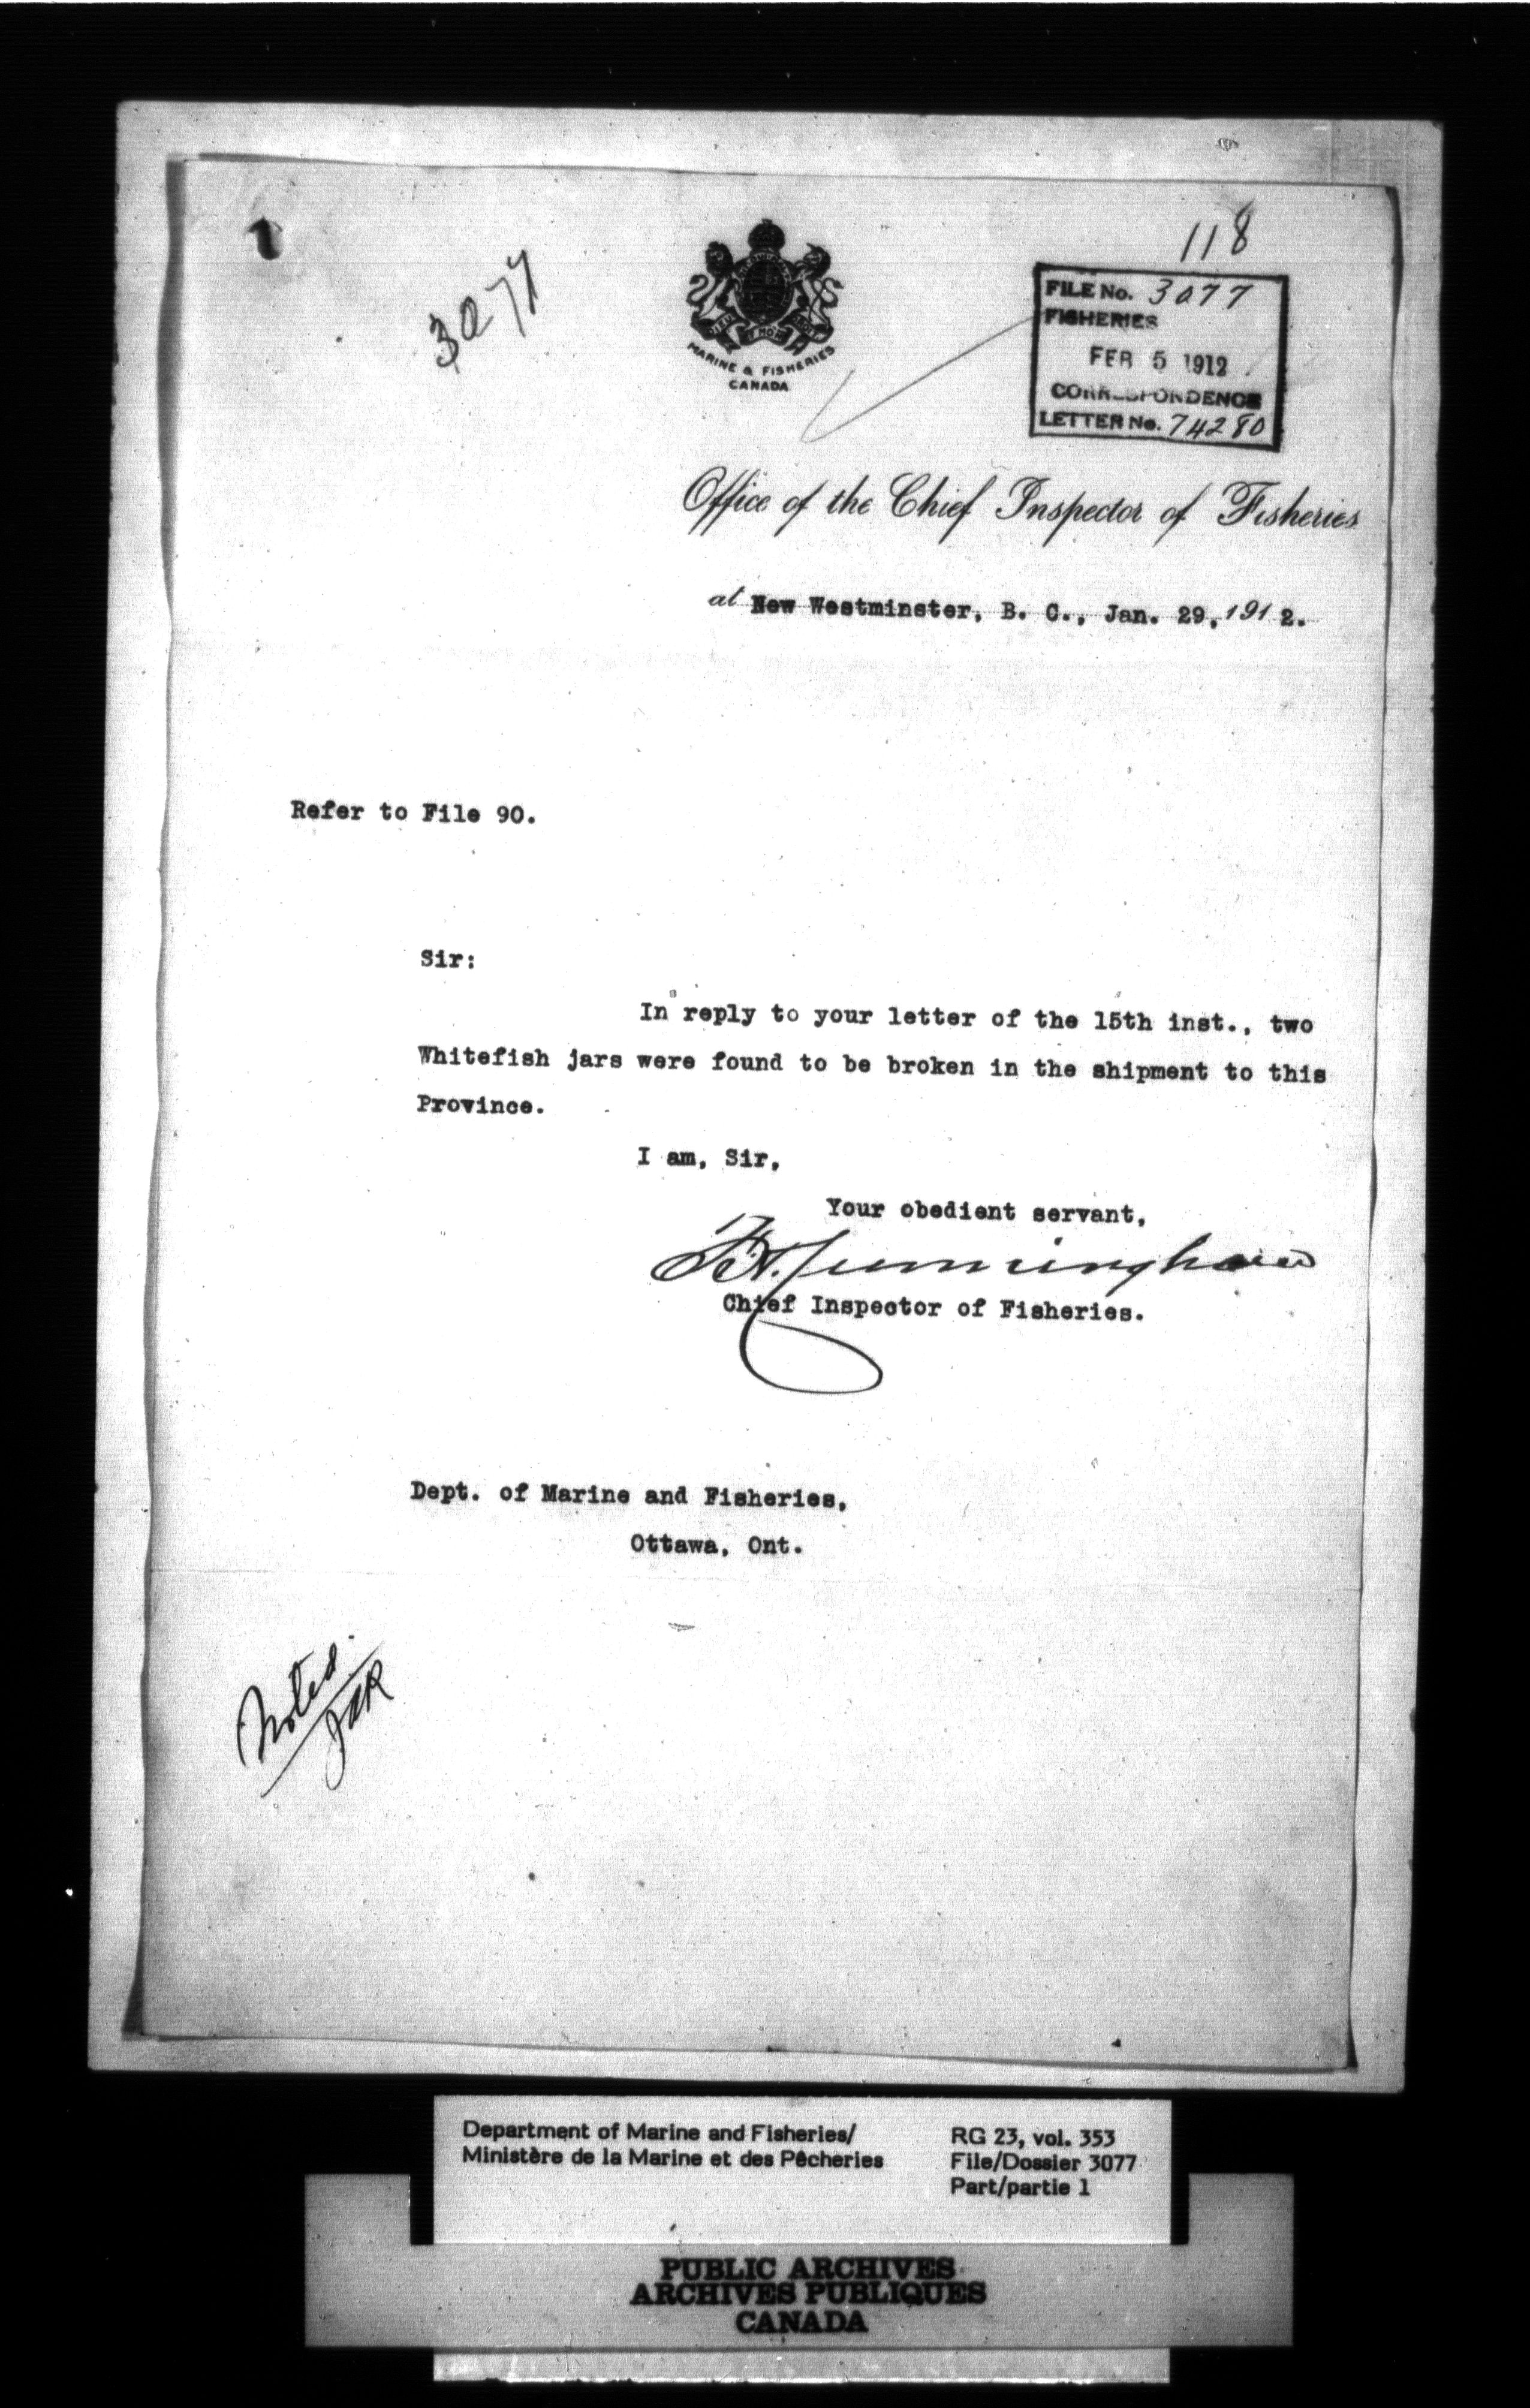 118
3077
MARINE & FISHERIES
CANADA
FILE No. 3077
FISHERIES
FEB 5 1912
CORRESPONDENCE
LETTER No. 74280
Office of the Chief Inspector of Fisheries
at New Westminster, B. C., Jan. 29, 1912.
Refer to File 90.
Sir:
In reply to your letter of the 15th inst., two
Whitefish jars were found to be broken in the shipment to this
Province.
I am, Sir,
Your obedient servant,
F.H. Cunningham
Chief Inspector of Fisheries.
Dept. of Marine and Fisheries,
Ottawa, Ont.
Noted
Department of Marine and Fisheries/
Ministère de la Marine et des Pêcheries
RG 23, vol. 353
File/Dossier 3077
Part/partie 1
PUBLIC ARCHIVES
ARCHIVES PUBLIQUES
CANADA